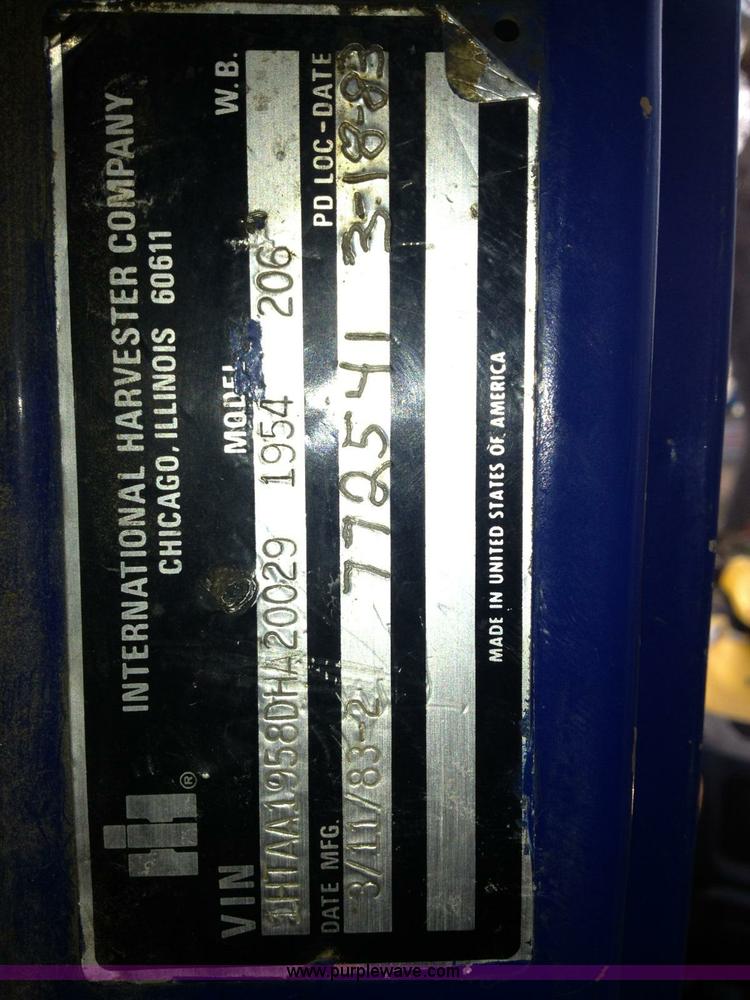 INTERNATIONAL HARVESTER COMPANY
CHICAGO, ILLINOIS 60611
®
VIN MODEL W.B.
1HTAA1958DHA20029 1954 206
DATE MFG. PD LOC-DATE
3/11/83-2 772541 3-18-83
MADE IN UNITED STATES OF AMERICA
www.purplewave.com